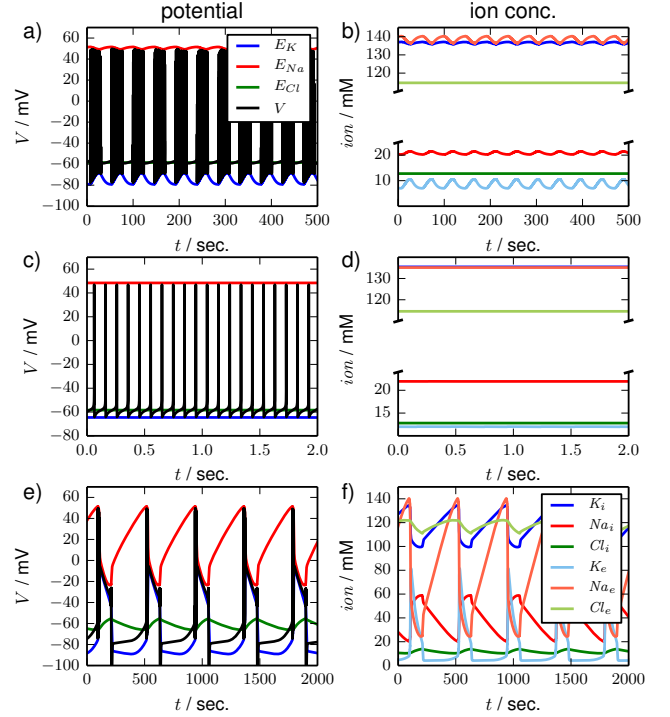 potential
ion conc.
a)
60
40
20
0
−20
−40
−60
−80
−100
V / mV
E_K
E_Na
E_Cl
V
0 100 200 300 400 500
t / sec.
b)
140
130
120
20
10
ion / mM
0 100 200 300 400 500
t / sec.
c)
60
40
20
0
−20
−40
−60
−80
V / mV
0.0 0.5 1.0 1.5 2.0
t / sec.
d)
130
120
20
15
ion / mM
0.0 0.5 1.0 1.5 2.0
t / sec.
e)
60
40
20
0
−20
−40
−60
−80
−100
V / mV
0 500 1000 1500 2000
t / sec.
f)
140
120
100
80
60
40
20
0
ion / mM
K_i
Na_i
Cl_i
K_e
Na_e
Cl_e
0 500 1000 1500 2000
t / sec.